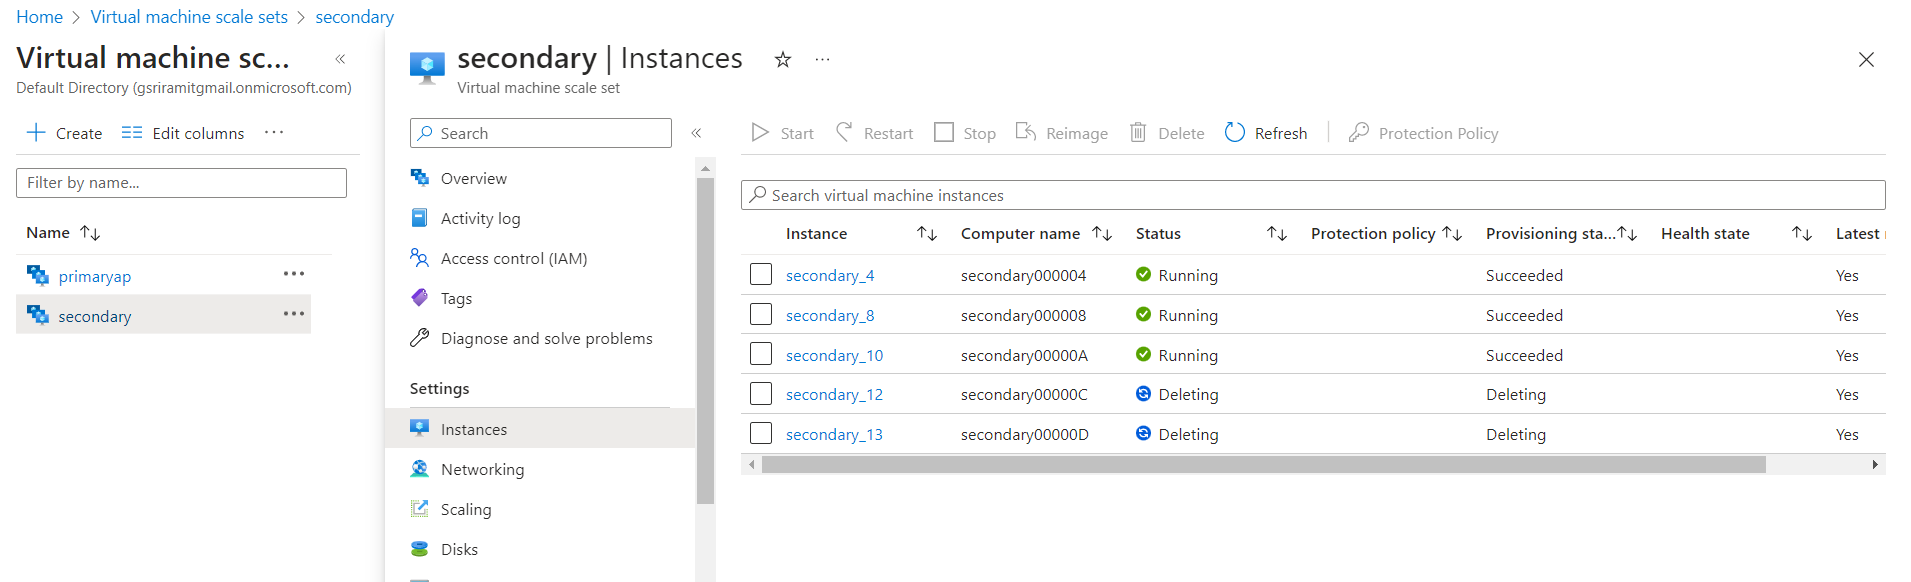 Home > Virtual machine scale sets > secondary
Virtual machine sc...
Default Directory (gsriramitgmail.onmicrosoft.com)
Create Edit columns ...
Filter by name...
Name
primaryap
secondary
secondary | Instances
Virtual machine scale set
Search
Overview
Activity log
Access control (IAM)
Tags
Diagnose and solve problems
Settings
Instances
Networking
Scaling
Disks
Start Restart Stop Reimage Delete Refresh Protection Policy
Search virtual machine instances
Instance Computer name Status Protection policy Provisioning sta... Health state Latest
secondary_4 secondary000004 Running Succeeded Yes
secondary_8 secondary000008 Running Succeeded Yes
secondary_10 secondary00000A Running Succeeded Yes
secondary_12 secondary00000C Deleting Deleting Yes
secondary_13 secondary00000D Deleting Deleting Yes